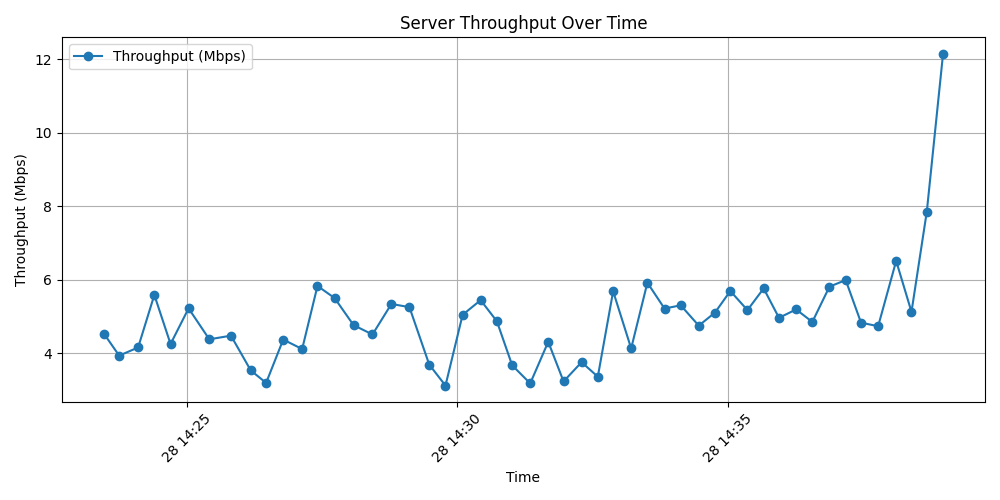 Server Throughput Over Time
Throughput (Mbps)
Throughput (Mbps)
12
10
8
6
4
28 14:25
28 14:30
28 14:35
Time